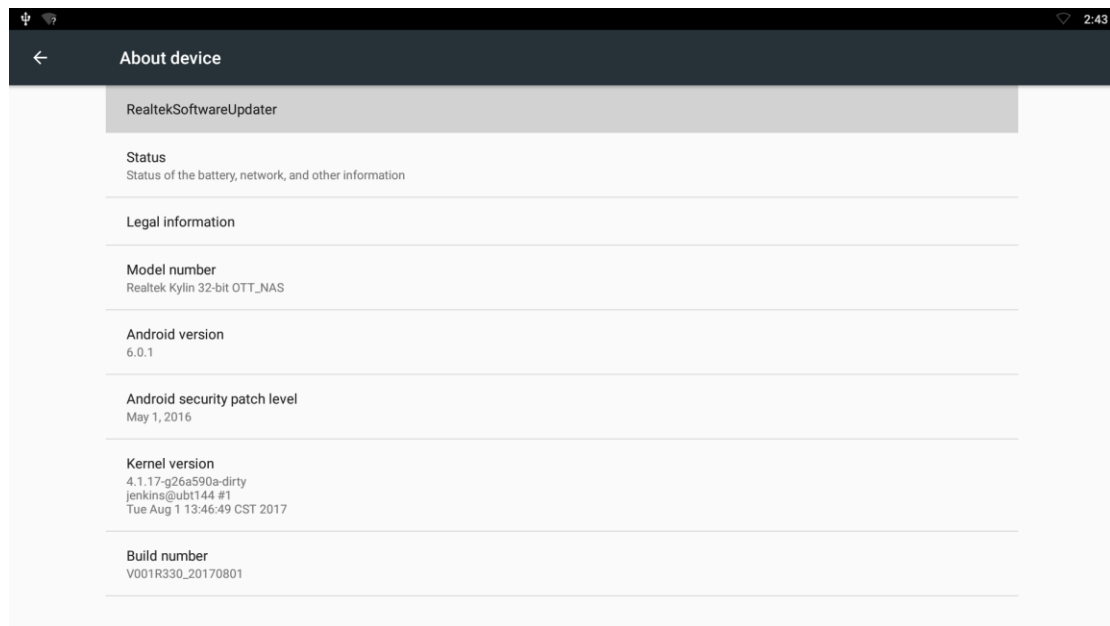 2:43
About device
RealtekSoftwareUpdater
Status
Status of the battery, network, and other information
Legal information
Model number
Realtek Kylin 32-bit OTT_NAS
Android version
6.0.1
Android security patch level
May 1, 2016
Kernel version
4.1.17-g26a590a-dirty
jenkins@ubt144 #1
Tue Aug 1 13:46:49 CST 2017
Build number
V001R330_20170801